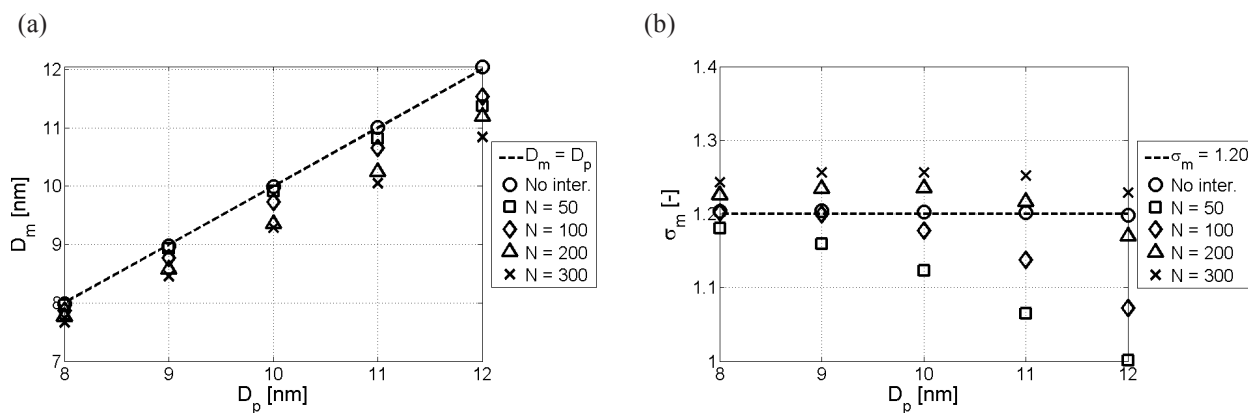 (a)
12
11
10
9
8
7
D_m [nm]
8 9 10 11 12
D_p [nm]
D_m = D_p
No inter.
N = 50
N = 100
N = 200
N = 300
(b)
1.4
1.3
1.2
1.1
1
σ_m [-]
8 9 10 11 12
D_p [nm]
σ_m = 1.20
No inter.
N = 50
N = 100
N = 200
N = 300